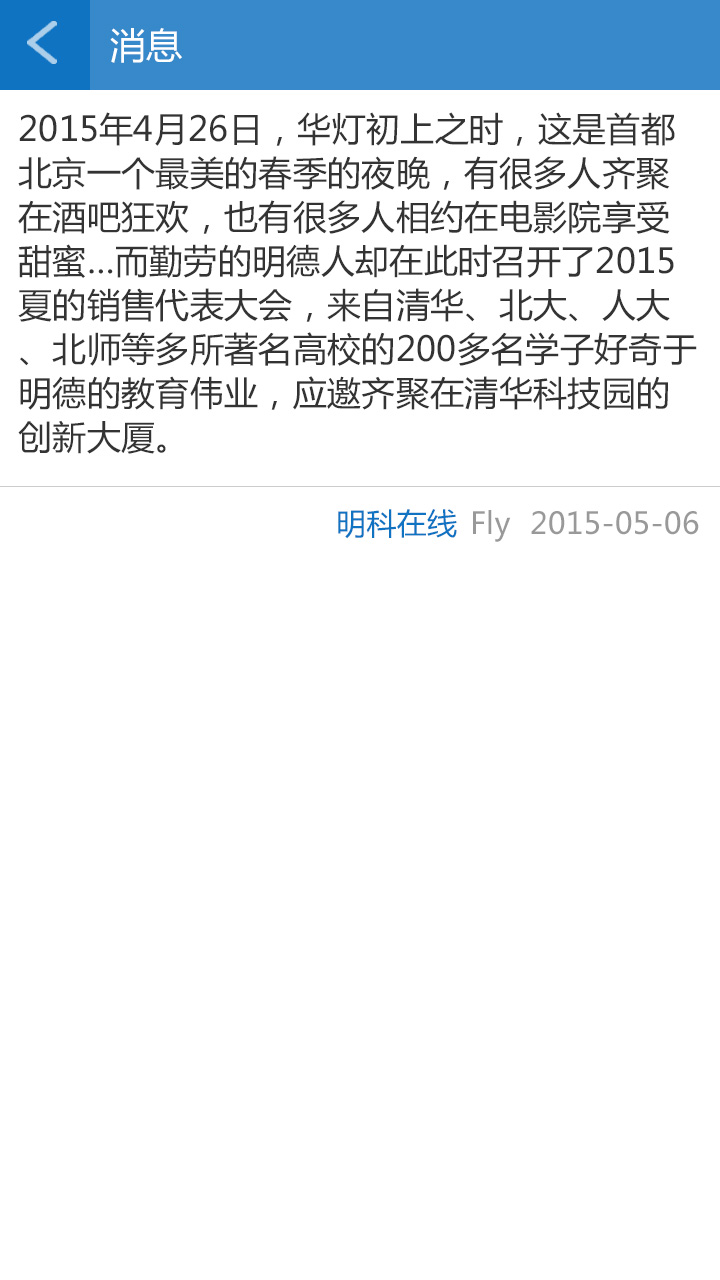 消息
2015年4月26日，华灯初上之时，这是首都
北京一个最美的春季的夜晚，有很多人齐聚
在酒吧狂欢，也有很多人相约在电影院享受
甜蜜...而勤劳的明德人却在此时召开了2015
夏的销售代表大会，来自清华、北大、人大
、北师等多所著名高校的200多名学子好奇于
明德的教育伟业，应邀齐聚在清华科技园的
创新大厦。
明科在线 Fly 2015-05-06